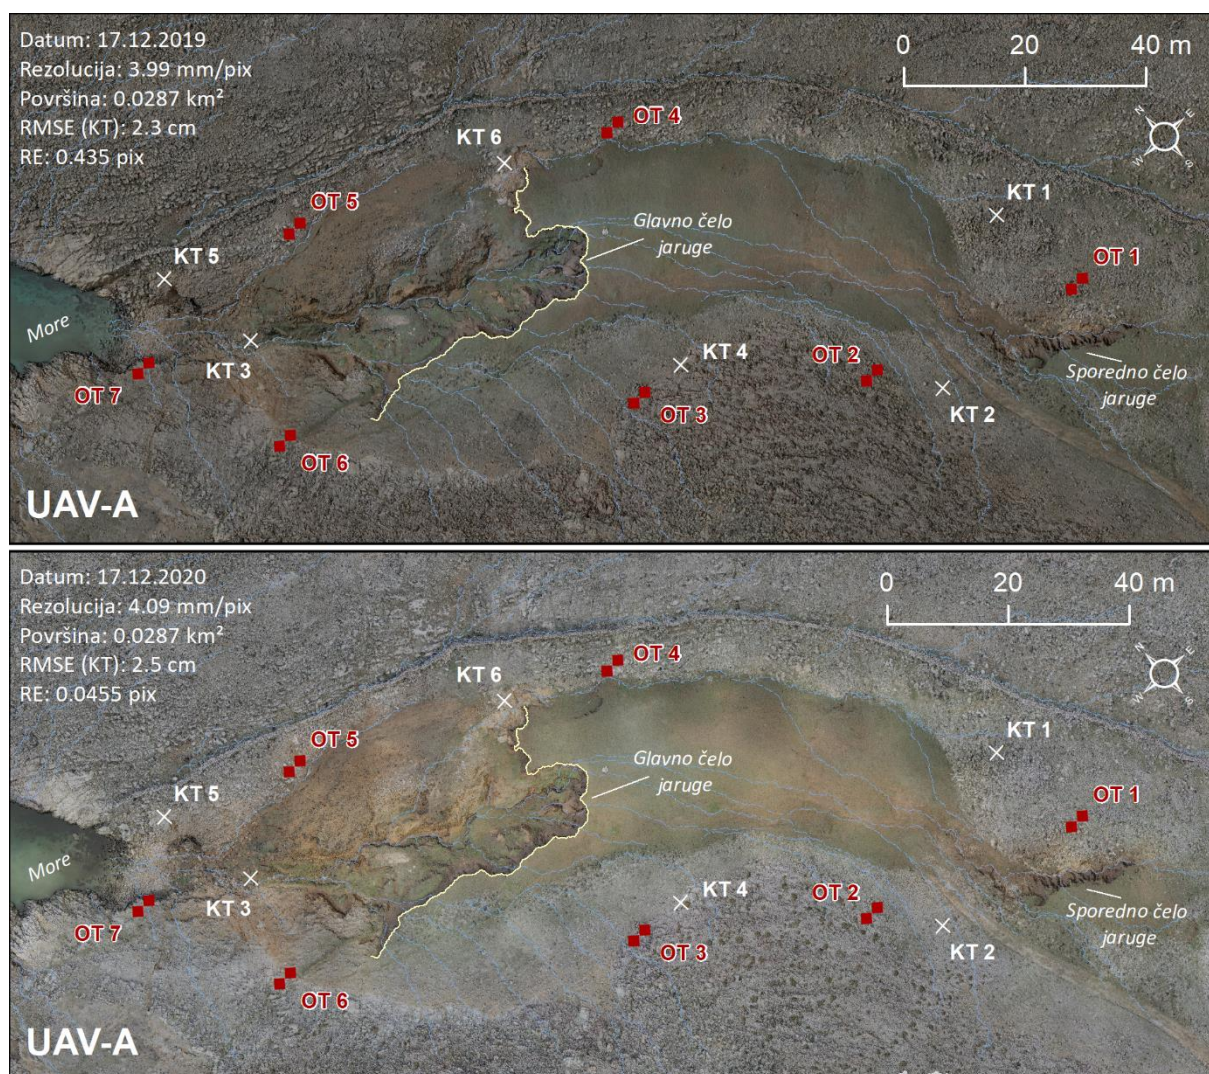 Datum: 17.12.2019
Rezolucija: 3.99 mm/pix
Površina: 0.0287 km²
RMSE (KT): 2.3 cm
RE: 0.435 pix
0 20 40 m
N
E
W
S
OT 4
KT 6
OT 5
KT 1
Glavno čelo
jaruge
KT 5
OT 1
More
KT 3
OT 7
KT 4
OT 2
Sporedno čelo
jaruge
OT 3
KT 2
OT 6
UAV-A
Datum: 17.12.2020
Rezolucija: 4.09 mm/pix
Površina: 0.0287 km²
RMSE (KT): 2.5 cm
RE: 0.0455 pix
0 20 40 m
N
E
W
S
OT 4
KT 6
OT 5
KT 1
Glavno čelo
jaruge
KT 5
OT 1
More
KT 3
OT 7
KT 4
OT 2
Sporedno čelo
jaruge
OT 3
KT 2
OT 6
UAV-A